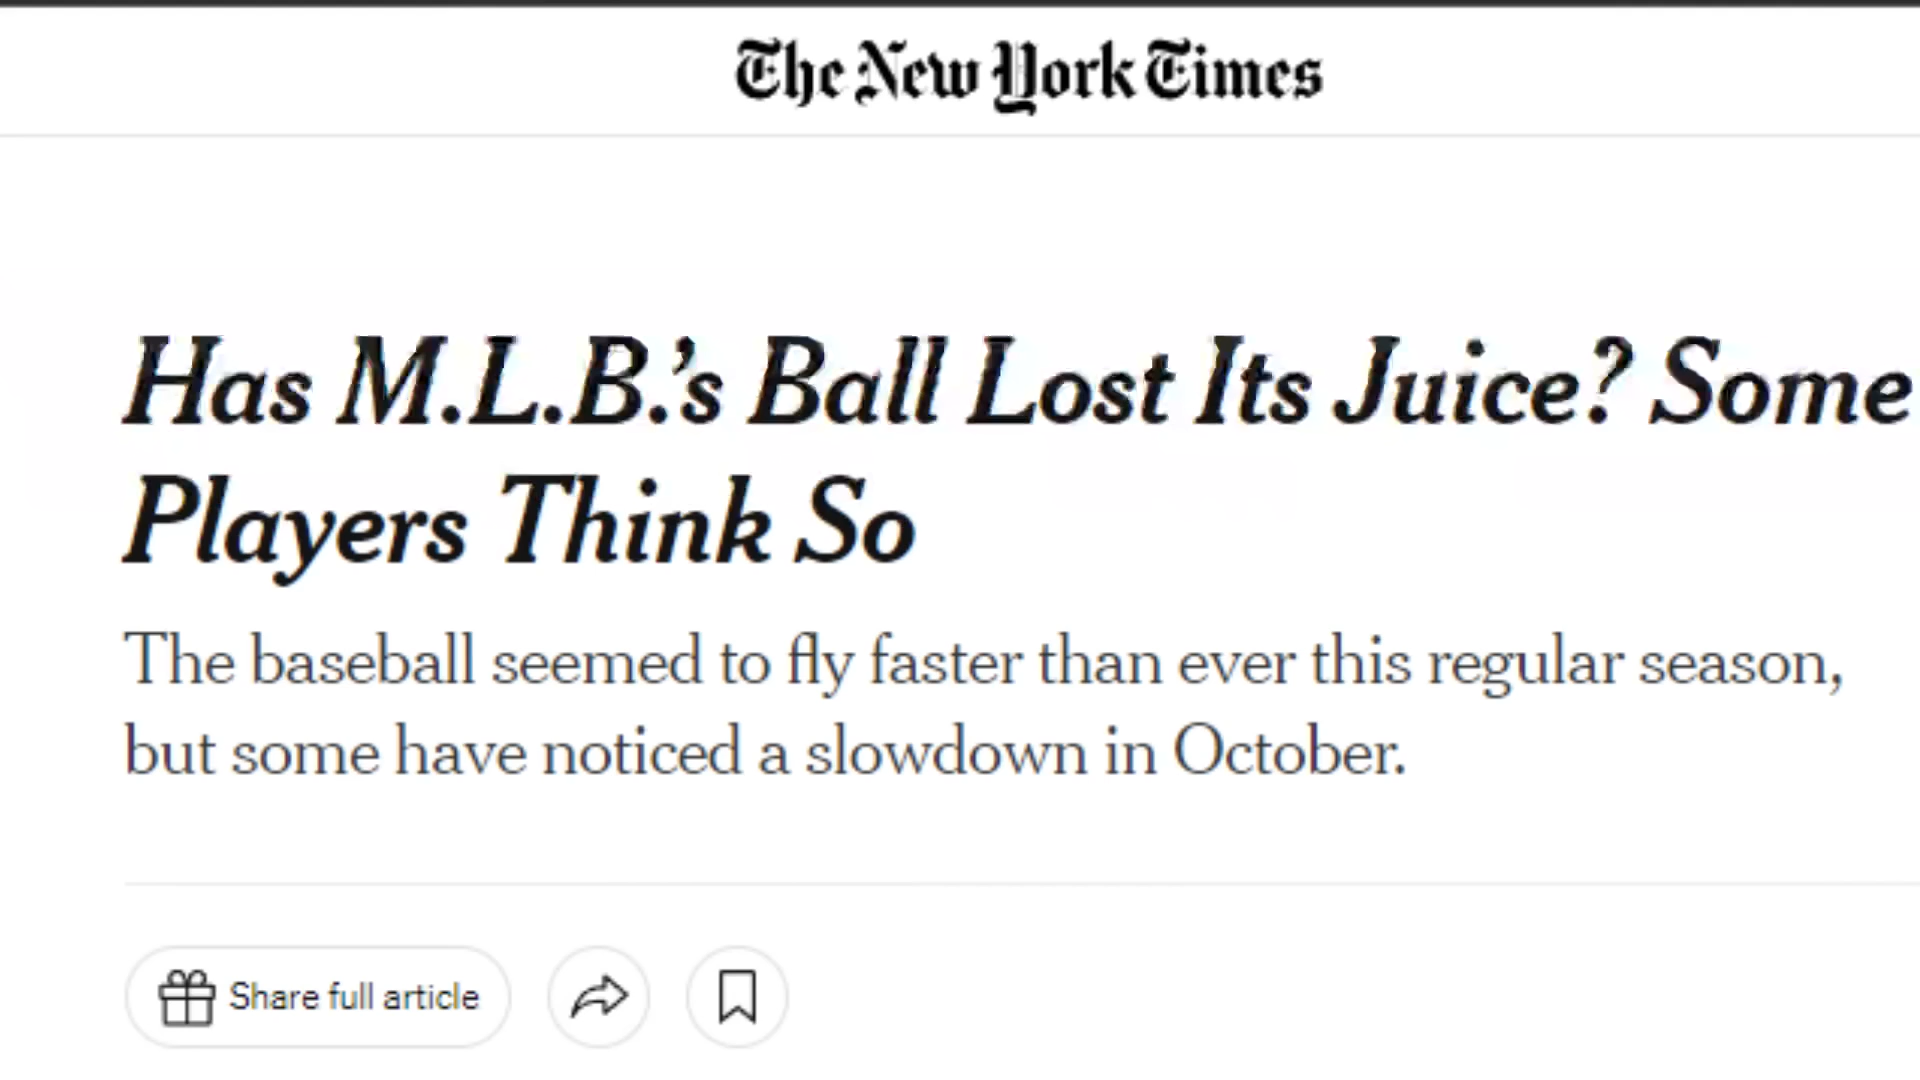 The New York Times
Has M.L.B.’s Ball Lost Its Juice? Some
Players Think So
The baseball seemed to fly faster than ever this regular season,
but some have noticed a slowdown in October.
Share full article